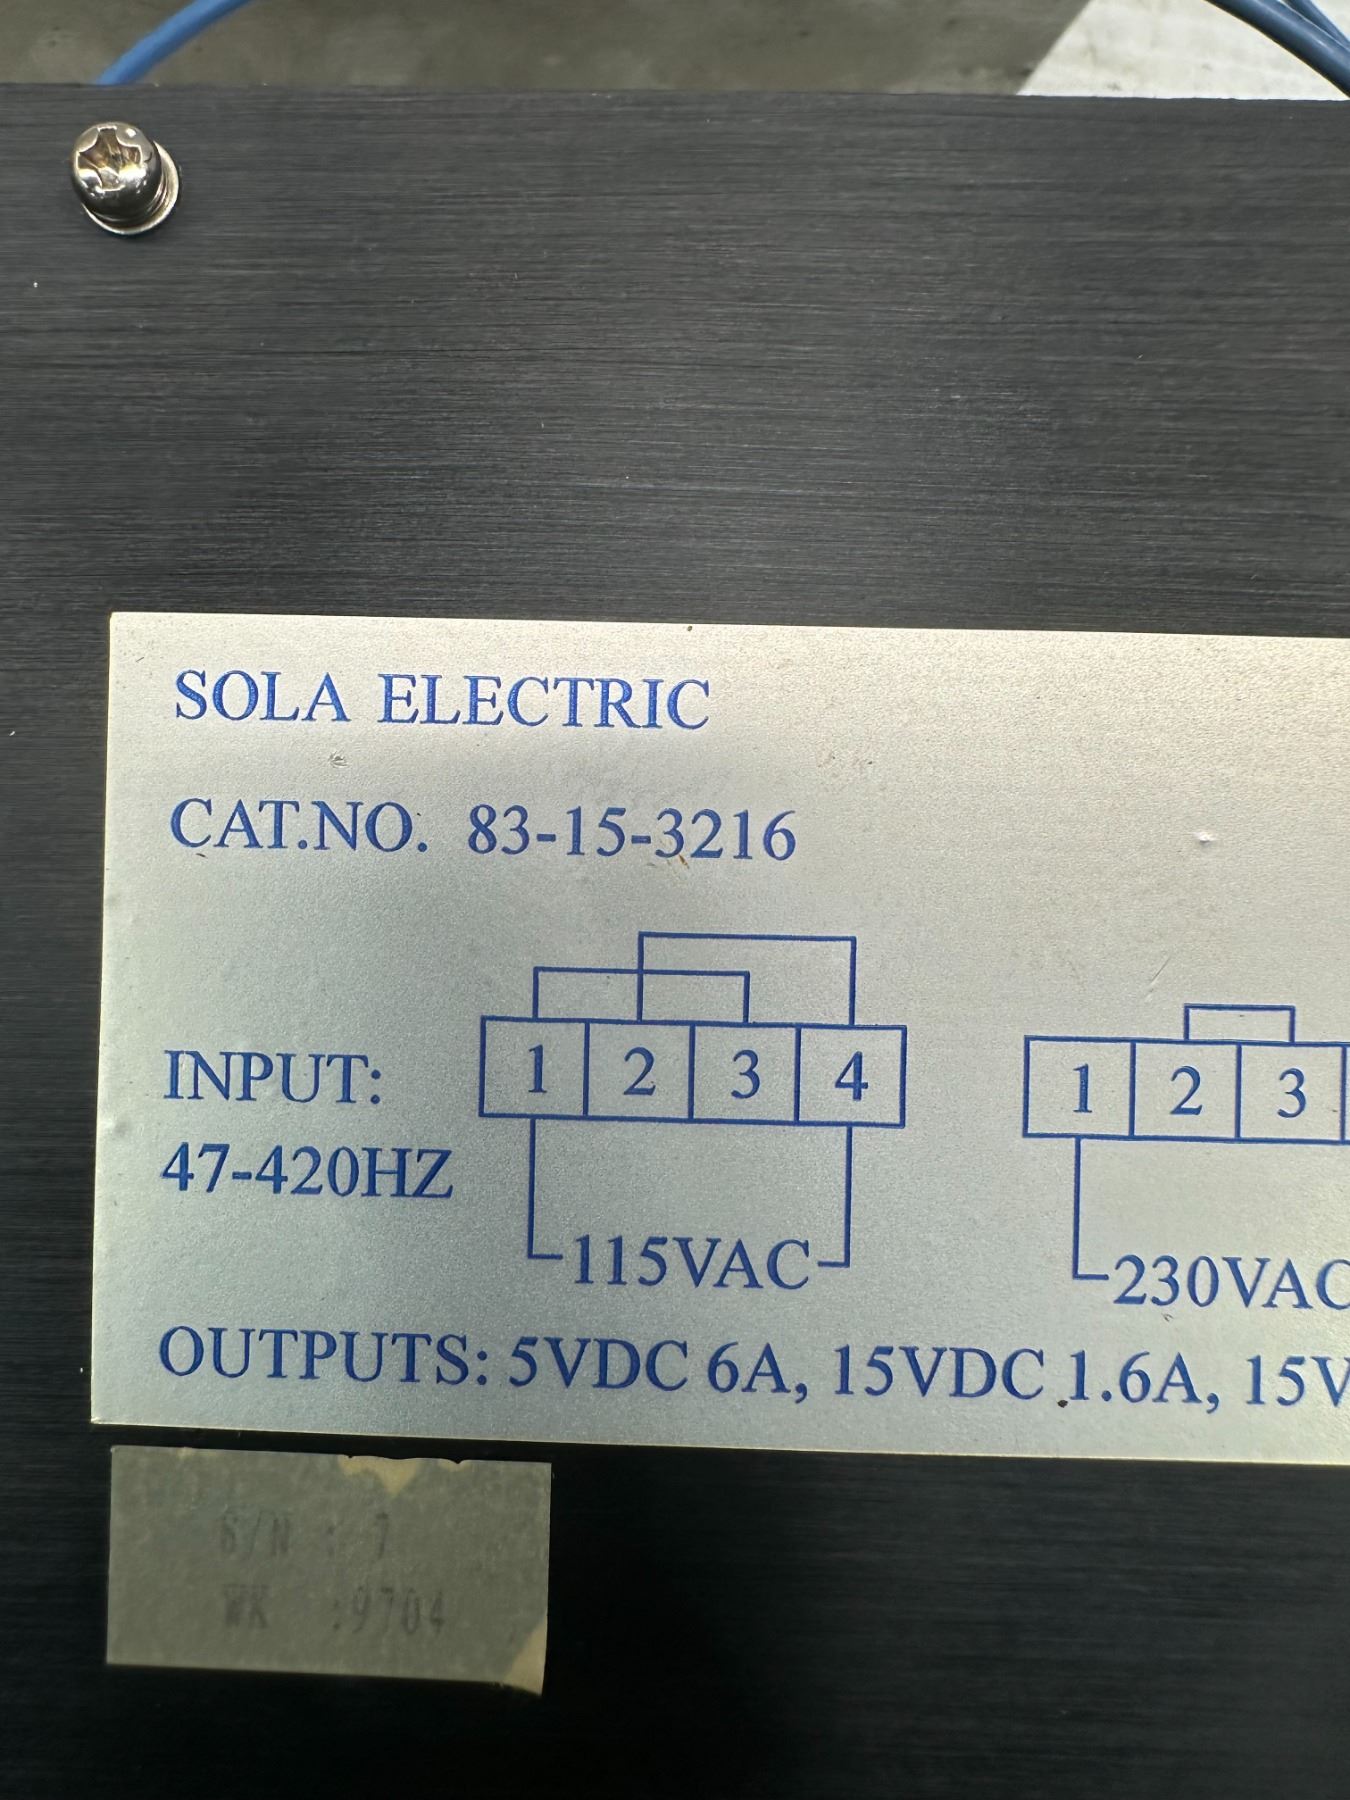 SOLA ELECTRIC
CAT.NO. 83-15-3216
INPUT:
47-420HZ
1 2 3 4
115VAC
1 2 3
230VAC
OUTPUTS: 5VDC 6A, 15VDC 1.6A, 15V
S/N : 7
WK :9704